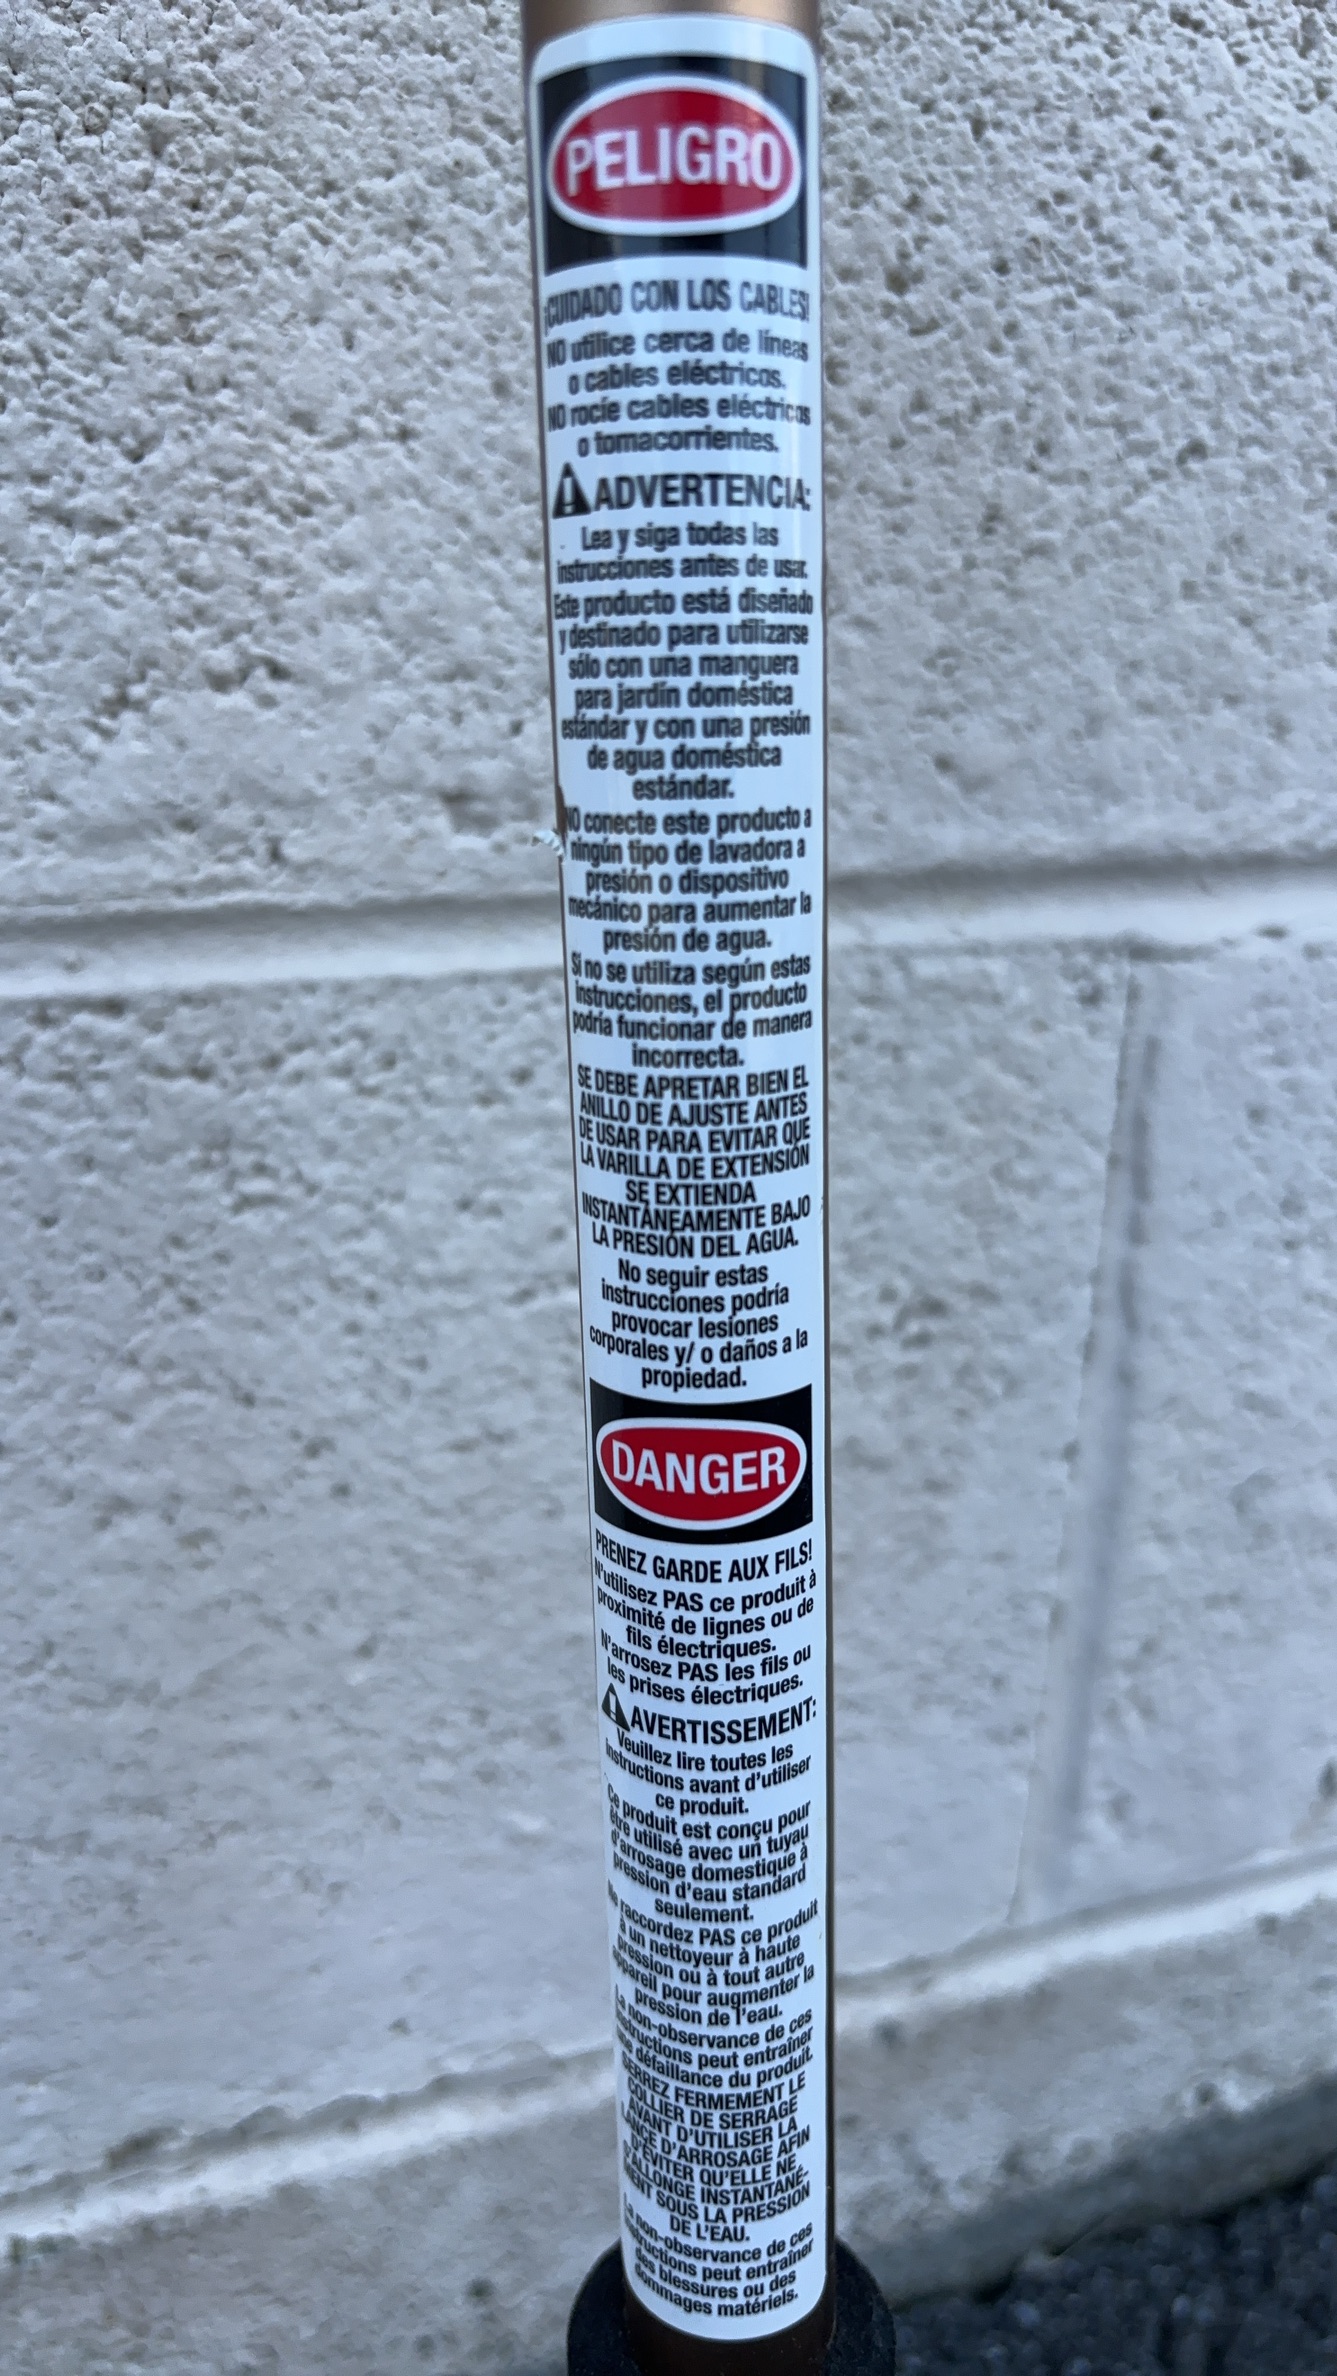 PELIGRO
¡CUIDADO CON LOS CABLES!
NO utilice cerca de líneas
o cables eléctricos.
NO rocíe cables eléctricos
o tomacorrientes.
ADVERTENCIA:
Lea y siga todas las
instrucciones antes de usar.
Este producto está diseñado
y destinado para utilizarse
sólo con una manguera
para jardín doméstica
estándar y con una presión
de agua doméstica
estándar.
NO conecte este producto a
ningún tipo de lavadora a
presión o dispositivo
mecánico para aumentar la
presión de agua.
Si no se utiliza según estas
instrucciones, el producto
podría funcionar de manera
incorrecta.
SE DEBE APRETAR BIEN EL
ANILLO DE AJUSTE ANTES
DE USAR PARA EVITAR QUE
LA VARILLA DE EXTENSIÓN
SE EXTIENDA
INSTANTÁNEAMENTE BAJO
LA PRESIÓN DEL AGUA.
No seguir estas
instrucciones podría
provocar lesiones
corporales y/ o daños a la
propiedad.
DANGER
PRENEZ GARDE AUX FILS!
N'utilisez PAS ce produit à
proximité de lignes ou de
fils électriques.
N'arrosez PAS les fils ou
les prises électriques.
AVERTISSEMENT:
Veuillez lire toutes les
instructions avant d'utiliser
ce produit.
Ce produit est conçu pour
être utilisé avec un tuyau
d'arrosage domestique à
pression d'eau standard
seulement.
Ne raccordez PAS ce produit
à un nettoyeur à haute
pression ou à tout autre
appareil pour augmenter la
pression de l'eau.
La non-observance de ces
instructions peut entraîner
une défaillance du produit.
SERREZ FERMEMENT LE
COLLIER DE SERRAGE
AVANT D'UTILISER LA
LANCE D'ARROSAGE AFIN
D'ÉVITER QU'ELLE NE
S'ALLONGE INSTANTANÉ-
MENT SOUS LA PRESSION
DE L'EAU.
La non-observance de ces
instructions peut entraîner
des blessures ou des
dommages matériels.